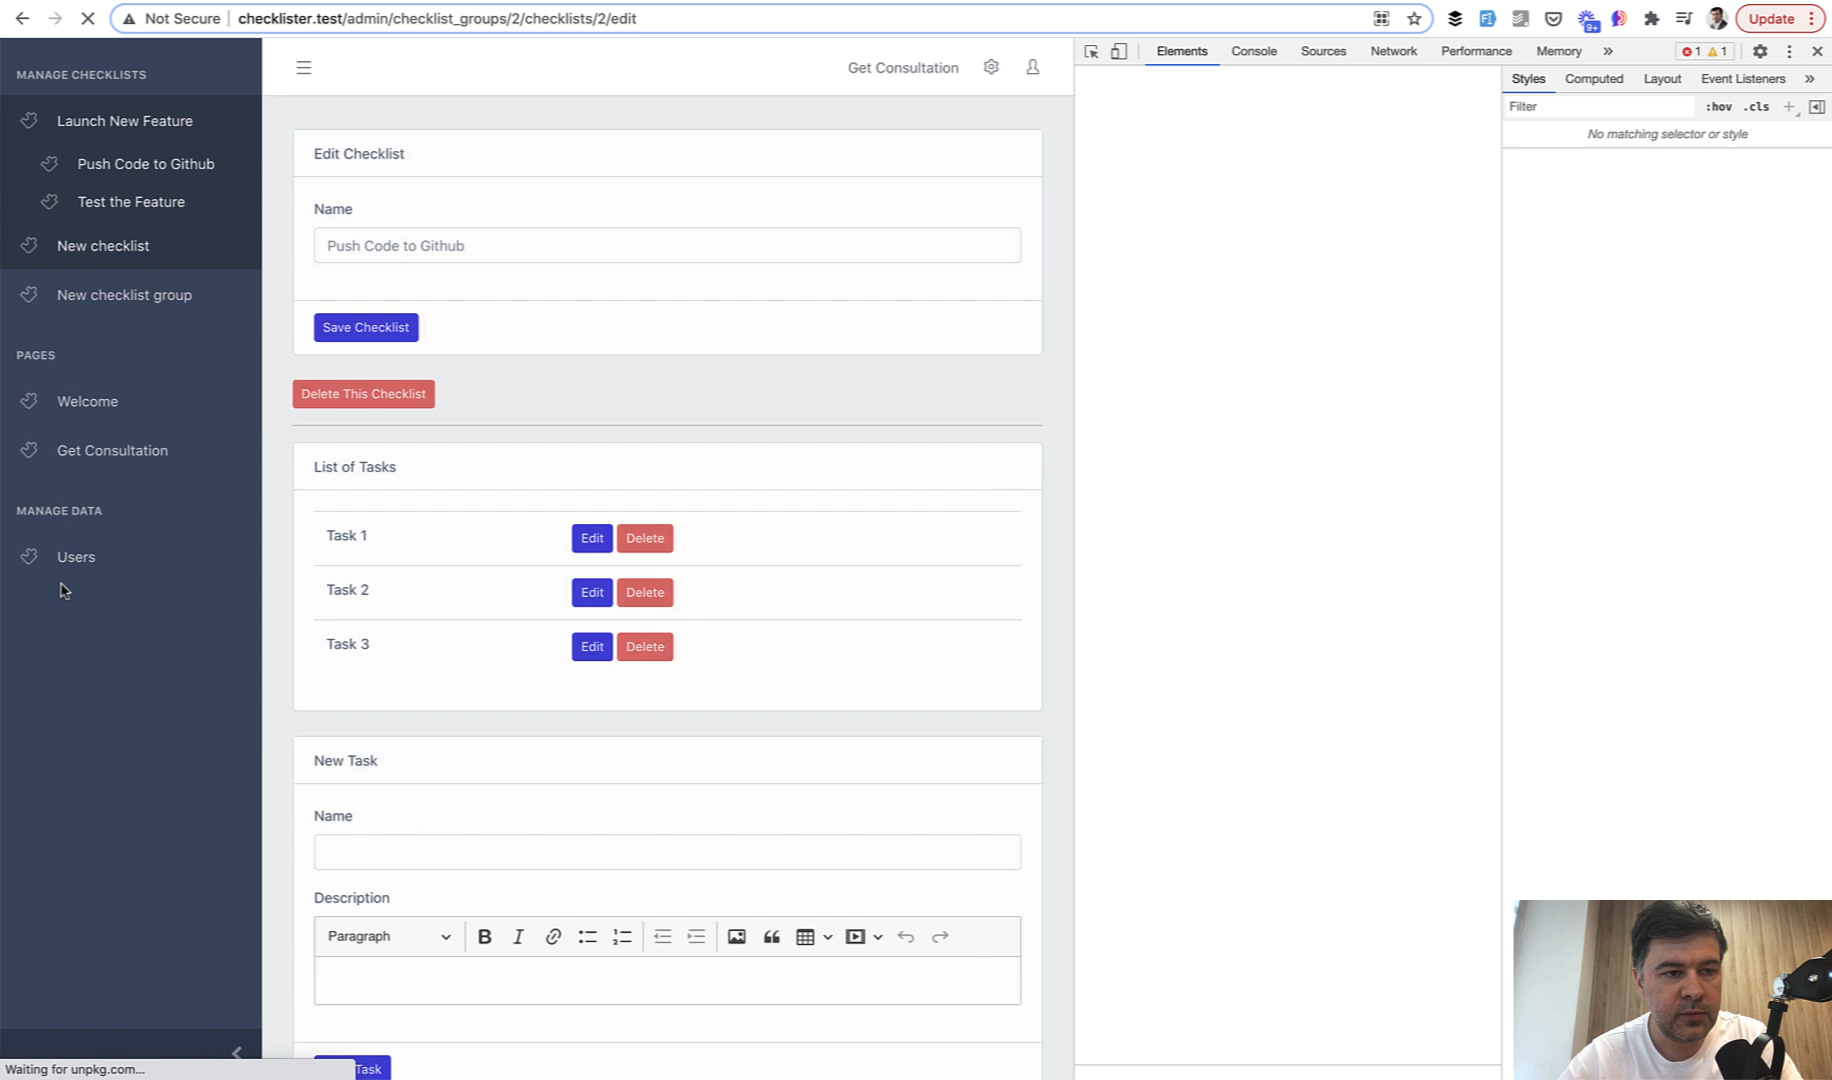 Not Secure checklister.test/admin/checklist_groups/2/checklists/2/edit
9+
Update
MANAGE CHECKLISTS
Launch New Feature
Push Code to Github
Test the Feature
New checklist
New checklist group
PAGES
Welcome
Get Consultation
MANAGE DATA
Users
Waiting for unpkg.com...
Get Consultation
Edit Checklist
Name
Push Code to Github
Save Checklist
Delete This Checklist
List of Tasks
Task 1 Edit Delete
Task 2 Edit Delete
Task 3 Edit Delete
New Task
Name
Description
Paragraph
Task
Elements Console Sources Network Performance Memory 1 1
Styles Computed Layout Event Listeners
Filter :hov .cls
No matching selector or style